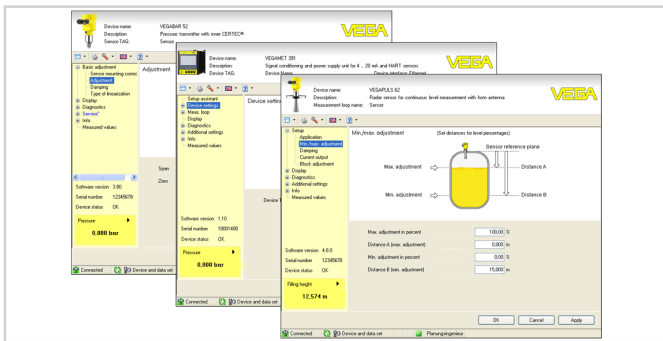 Device name: VEGABAR 52
Description: Pressure transmitter with inner CERTEC®
Sensor TAG: Sensor
VEGA
Basic adjustment
Adjustment
Damping
Type of linearization
Display
Diagnostics
Service"
Info
Measured values
Adjustment
Span
Zero
Software version 3.80
Serial number 12345678
Device status OK
Pressure
0,000 bar
Connected Device and data set
Device name: VEGAMET 391
Description: Signal conditioning and power supply unit for 4 .. 20 mA and HART sensors
Device TAG: Device Name
VEGA
Setup assistant
Device settings
Meas. loop
Display
Diagnostics
Additional settings
Info
Measured values
Device
Software version 1.10
Serial number 10001400
Device status OK
Pressure
0,000 bar
Connected Device and data set
Device name: VEGAPULS 62
Description: Radar sensor for continuous level measurement with horn antenna
Measurement loop name: Sensor
VEGA
Setup
Application
Min./max. adjustment
Damping
Current output
Block adjustment
Display
Diagnostics
Additional settings
Info
Measured values
Min./max. adjustment (Set distances for level percentages)
Sensor reference plane
Max. adjustment
Distance A
Min. adjustment
Distance B
Max. adjustment in percent 100,00 %
Distance A (max. adjustment) 0,000 m
Min. adjustment in percent 0,00 %
Distance B (min. adjustment) 15,000 m
Software version 4.0.0
Serial number 12345678
Device status OK
Filling height
12,574 m
OK Cancel Apply
Connected Device and data set Planungsingenieur: